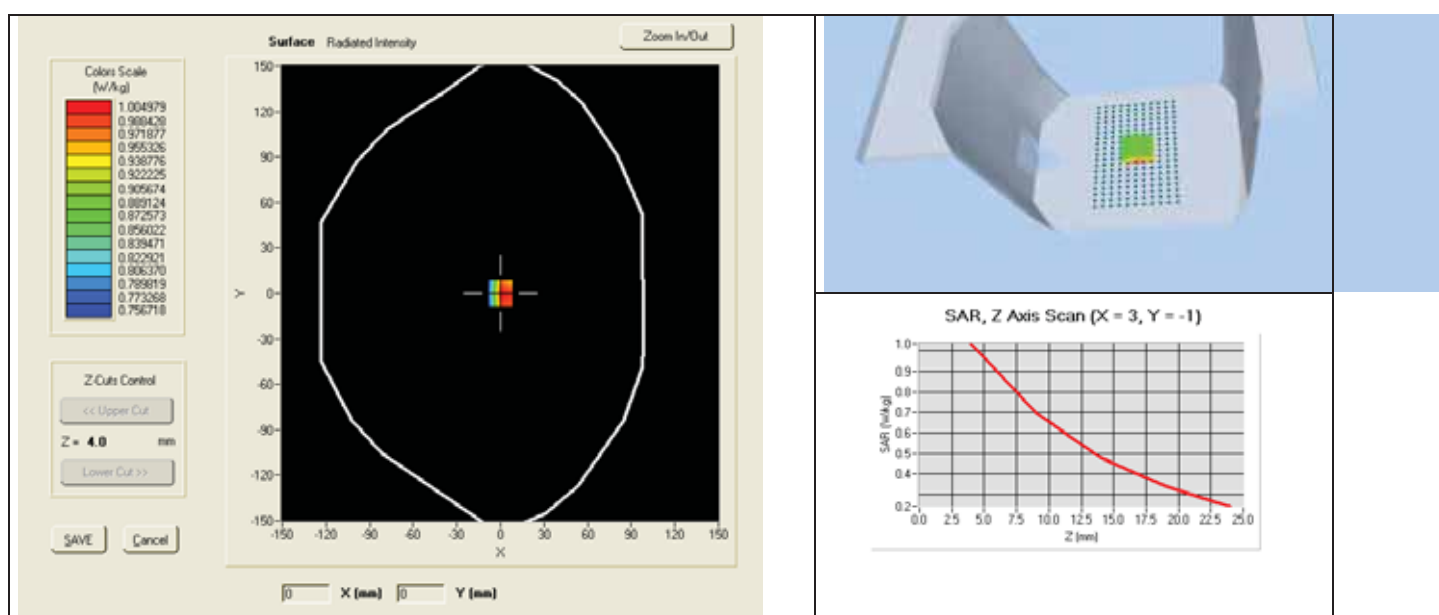 Surface Radiated Intensity
Zoom In/Out
Colors Scale
(W/kg)
1.004979
0.988428
0.971877
0.955326
0.938776
0.922225
0.905674
0.889124
0.872573
0.856022
0.839471
0.822921
0.806370
0.789819
0.773268
0.756718
Z-Cuts Control
<< Upper Cut
Z = 4.0 mm
Lower Cut >>
SAVE Cancel
150
120
90
60
30
0
-30
-60
-90
-120
-150
Y
-150 -120 -90 -60 -30 0 30 60 90 120 150
X
0 X (mm) 0 Y (mm)
SAR, Z Axis Scan (X = 3, Y = -1)
SAR (W/kg)
1.0
0.9
0.8
0.7
0.6
0.5
0.4
0.2
0.0 2.5 5.0 7.5 10.0 12.5 15.0 17.5 20.0 22.5 25.0
Z (mm)